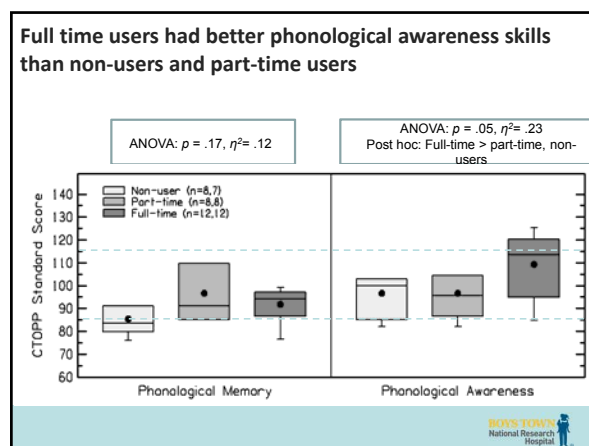 Full time users had better phonological awareness skills
than non-users and part-time users
ANOVA: p = .17, η²= .12
ANOVA: p = .05, η²= .23
Post hoc: Full-time > part-time, non-
users
CTOPP Standard Score
140
130
120
110
100
90
80
70
60
Non-user (n=8,7)
Part-time (n=8,8)
Full-time (n=12,12)
Phonological Memory
Phonological Awareness
BOYS TOWN
National Research
Hospital